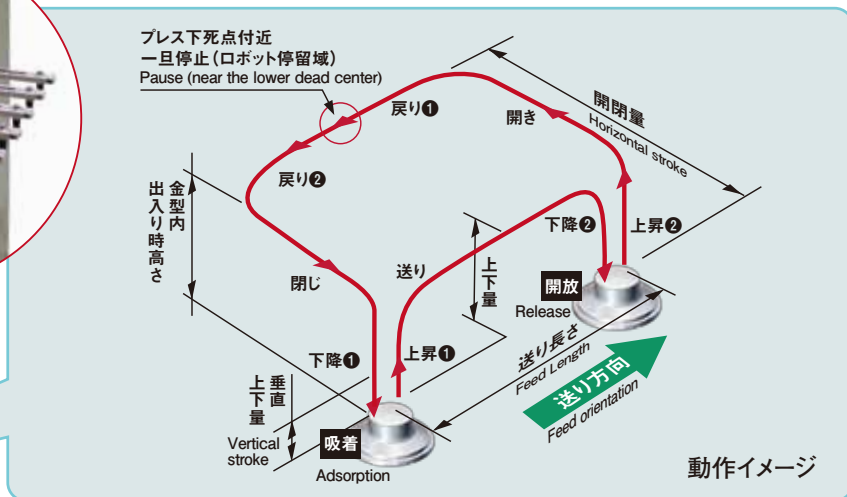 プレス下死点付近
一旦停止（ロボット停留域）
Pause (near the lower dead center)
戻り❶
開き
開閉量
Horizontal stroke
戻り❷
金型内
出入り時高さ
閉じ
送り
上下量
下降❷
上昇❷
開放
Release
下降❶
上昇❶
送り長さ
Feed Length
送り方向
Feed orientation
垂直
上下量
Vertical
stroke
吸着
Adsorption
動作イメージ